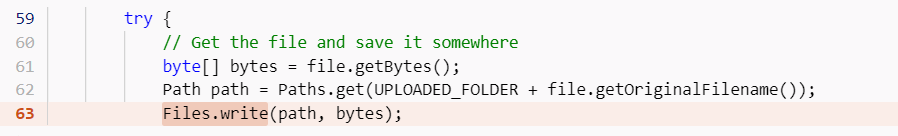 59 try {
60 // Get the file and save it somewhere
61 byte[] bytes = file.getBytes();
62 Path path = Paths.get(UPLOADED_FOLDER + file.getOriginalFilename());
63 Files.write(path, bytes);